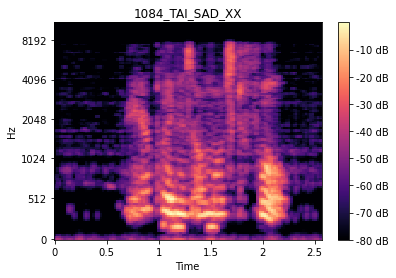 1084_TAI_SAD_XX
8192
4096
2048
1024
512
0
Hz
0 0.5 1 1.5 2 2.5
Time
-10 dB
-20 dB
-30 dB
-40 dB
-50 dB
-60 dB
-70 dB
-80 dB